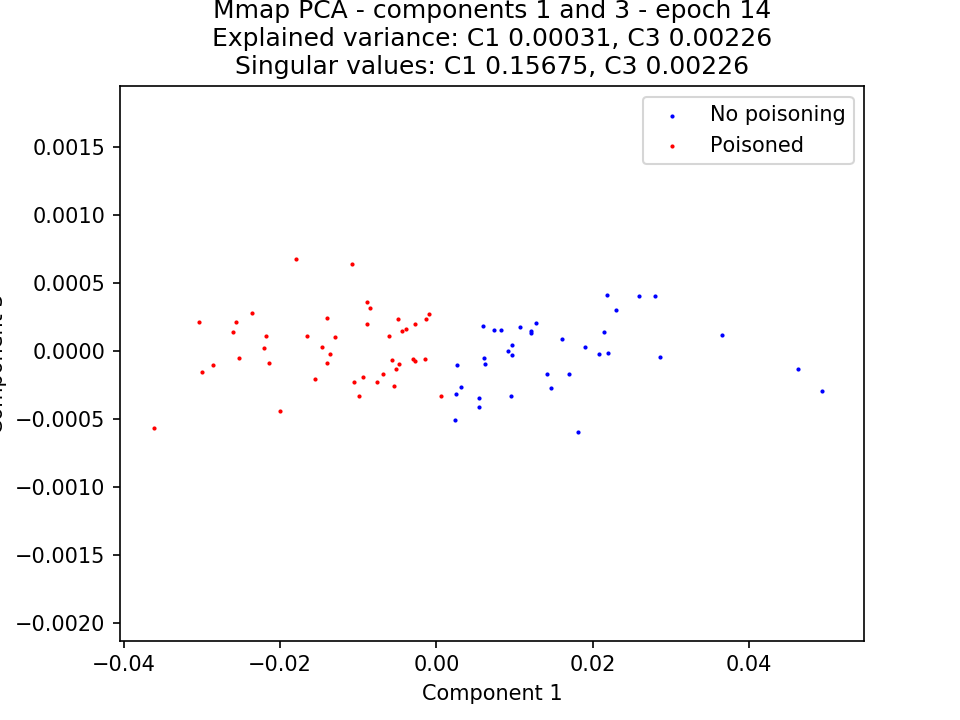 Mmap PCA - components 1 and 3 - epoch 14
Explained variance: C1 0.00031, C3 0.00226
Singular values: C1 0.15675, C3 0.00226
No poisoning
Poisoned
0.0015
0.0010
0.0005
0.0000
−0.0005
−0.0010
−0.0015
−0.0020
−0.04
−0.02
0.00
0.02
0.04
Component 1